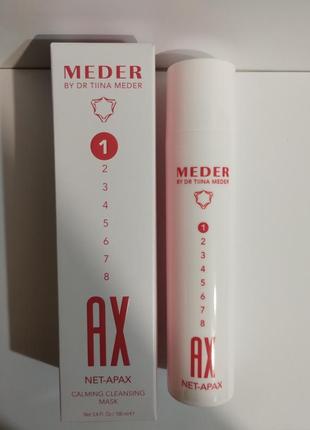 MEDER
BY DR TIINA MEDER
1
2
3
4
5
6
7
8
AX
NET-APAX
CALMING CLEANSING
MASK
MEDER
BY DR TIINA MEDER
1
2
3
4
5
6
7
8
AX
NET-APAX